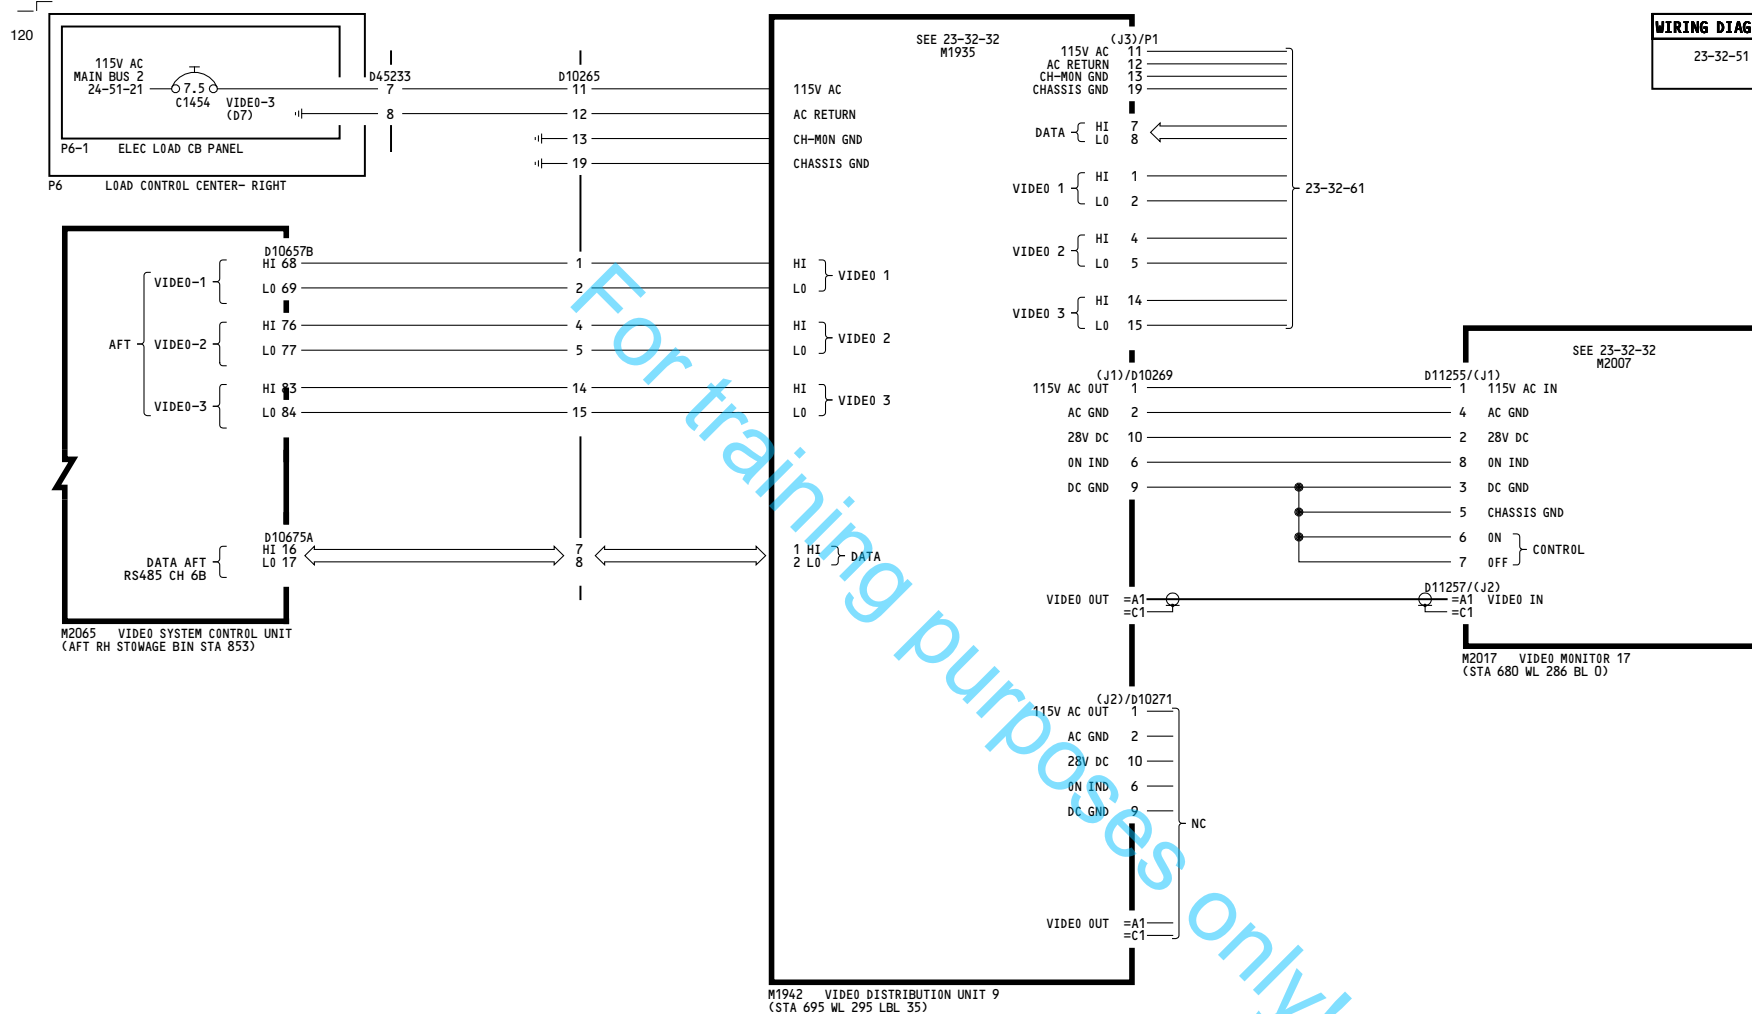 120
115V AC
MAIN BUS 2
24-51-21
7.5
C1454
VIDEO-3
(D7)
P6-1 ELEC LOAD CB PANEL
P6 LOAD CONTROL CENTER- RIGHT
D45233
7
8
D10265
11
12
13
19
115V AC
AC RETURN
CH-MON GND
CHASSIS GND
SEE 23-32-32
M1935
(J3)/P1
115V AC 11
AC RETURN 12
CH-MON GND 13
CHASSIS GND 19
DATA HI 7
LO 8
VIDEO 1 HI 1
LO 2
VIDEO 2 HI 4
LO 5
VIDEO 3 HI 14
LO 15
23-32-61
WIRING DIAG
23-32-51
D10657B
AFT
VIDEO-1 HI 68
LO 69
VIDEO-2 HI 76
LO 77
VIDEO-3 HI 83
LO 84
1
2
4
5
14
15
HI
LO
VIDEO 1
HI
LO
VIDEO 2
HI
LO
VIDEO 3
D10675A
DATA AFT
RS485 CH 6B
HI 16
LO 17
7
8
1 HI
2 LO
DATA
M2065 VIDEO SYSTEM CONTROL UNIT
(AFT RH STOWAGE BIN STA 853)
(J1)/D10269
115V AC OUT 1
AC GND 2
28V DC 10
ON IND 6
DC GND 9
VIDEO OUT =A1
=C1
SEE 23-32-32
M2007
D11255/(J1)
1 115V AC IN
4 AC GND
2 28V DC
8 ON IND
3 DC GND
5 CHASSIS GND
6 ON
7 OFF
CONTROL
D11257/(J2)
=A1 VIDEO IN
=C1
M2017 VIDEO MONITOR 17
(STA 680 WL 286 BL 0)
(J2)/D10271
115V AC OUT 1
AC GND 2
28V DC 10
ON IND 6
DC GND 9
NC
VIDEO OUT =A1
=C1
M1942 VIDEO DISTRIBUTION UNIT 9
(STA 695 WL 295 LBL 35)
For training purposes only!